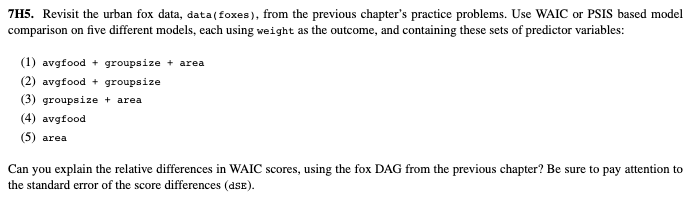 7H5. Revisit the urban fox data, data(foxes), from the previous chapter's practice problems. Use WAIC or PSIS based model
comparison on five different models, each using weight as the outcome, and containing these sets of predictor variables:
(1) avgfood + groupsize + area
(2) avgfood + groupsize
(3) groupsize + area
(4) avgfood
(5) area
Can you explain the relative differences in WAIC scores, using the fox DAG from the previous chapter? Be sure to pay attention to
the standard error of the score differences (dSE).